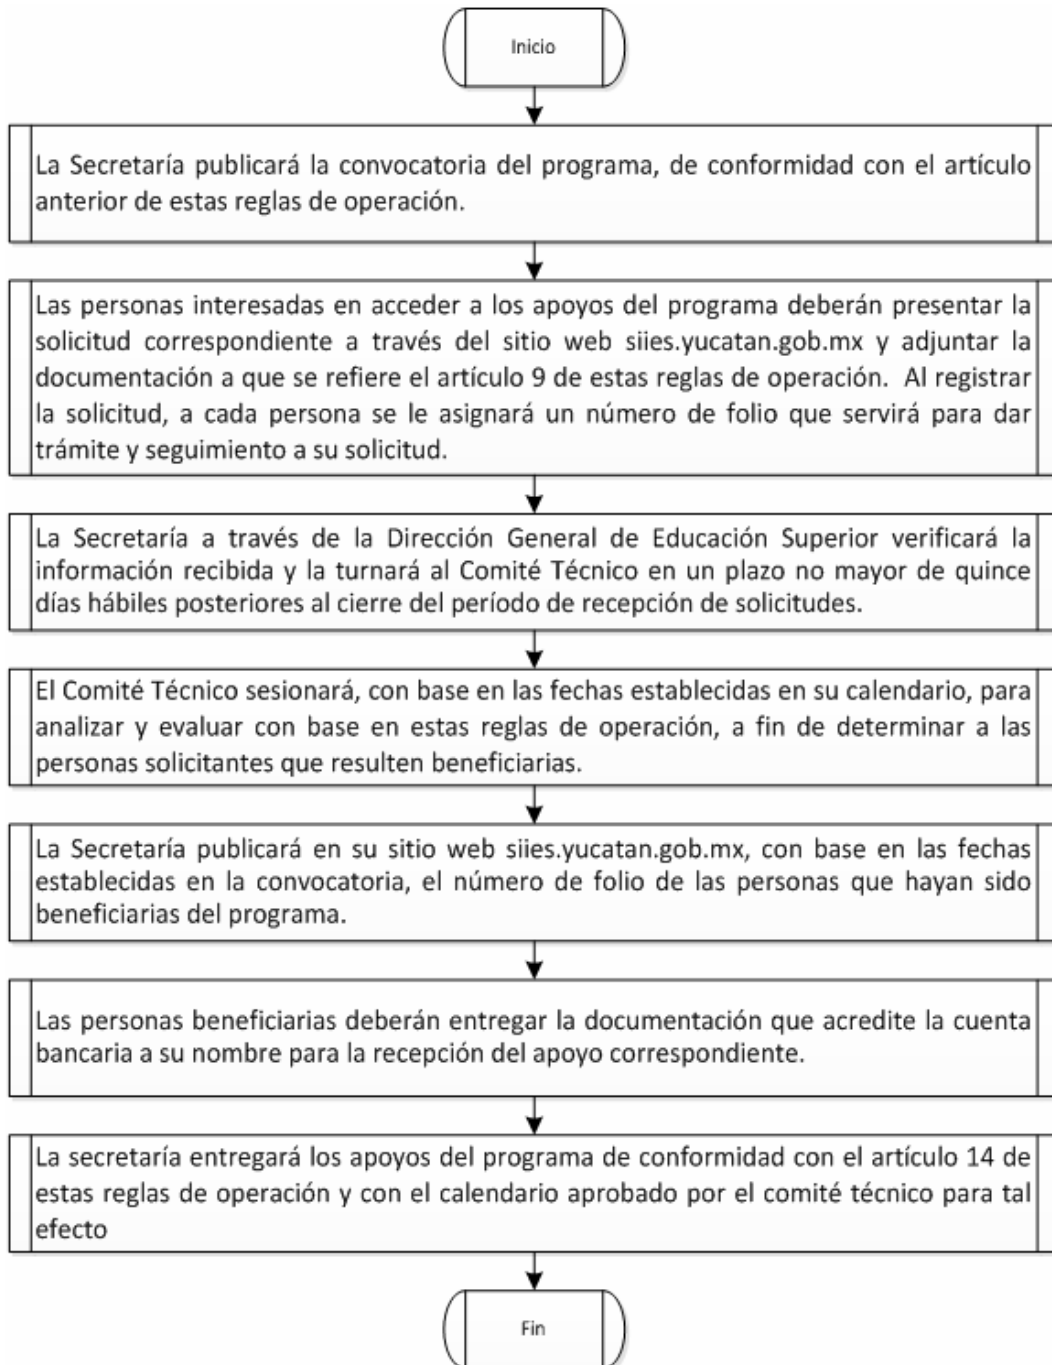 Inicio
La Secretaría publicará la convocatoria del programa, de conformidad con el artículo
anterior de estas reglas de operación.
Las personas interesadas en acceder a los apoyos del programa deberán presentar la
solicitud correspondiente a través del sitio web siies.yucatan.gob.mx y adjuntar la
documentación a que se refiere el artículo 9 de estas reglas de operación.  Al registrar
la solicitud, a cada persona se le asignará un número de folio que servirá para dar
trámite y seguimiento a su solicitud.
La Secretaría a través de la Dirección General de Educación Superior verificará la
información recibida y la turnará al Comité Técnico en un plazo no mayor de quince
días hábiles posteriores al cierre del período de recepción de solicitudes.
El Comité Técnico sesionará, con base en las fechas establecidas en su calendario, para
analizar y evaluar con base en estas reglas de operación, a fin de determinar a las
personas solicitantes que resulten beneficiarias.
La Secretaría publicará en su sitio web siies.yucatan.gob.mx, con base en las fechas
establecidas en la convocatoria, el número de folio de las personas que hayan sido
beneficiarias del programa.
Las personas beneficiarias deberán entregar la documentación que acredite la cuenta
bancaria a su nombre para la recepción del apoyo correspondiente.
La secretaría entregará los apoyos del programa de conformidad con el artículo 14 de
estas reglas de operación y con el calendario aprobado por el comité técnico para tal
efecto
Fin